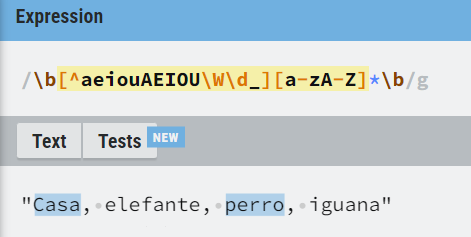 Expression
/\b[^aeiouAEIOU\W\d_][a-zA-Z]*\b/g
Text Tests NEW
"Casa, elefante, perro, iguana"